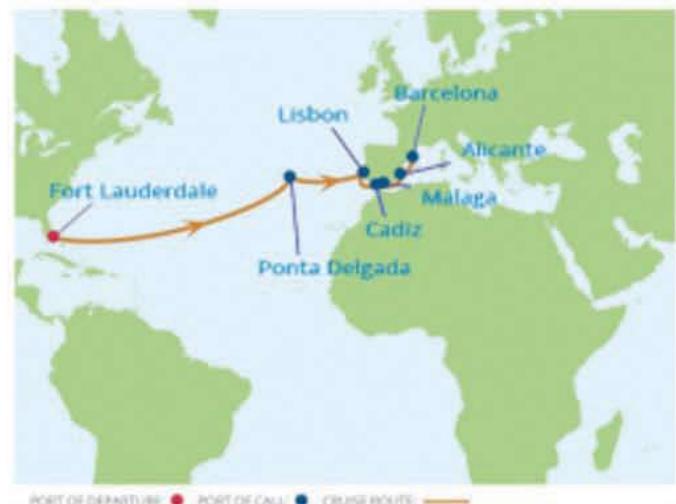 Barcelona
Lisbon
Alicante
Fort Lauderdale
Malaga
Cadiz
Ponta Delgada
PORT OF DEPARTURE PORT OF CALL CRUISE ROUTE